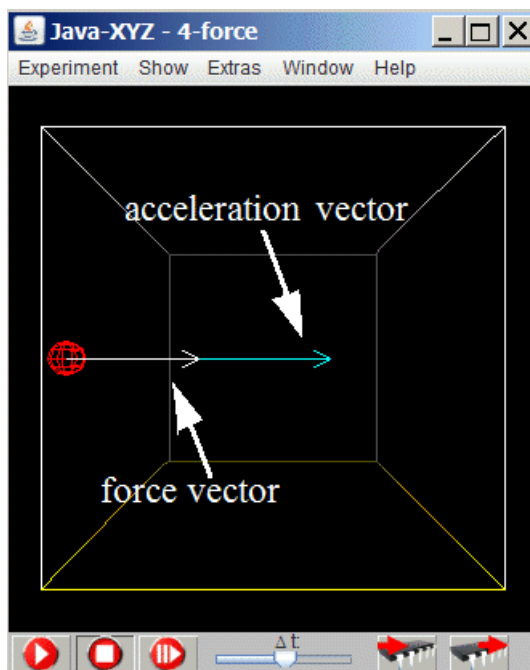 Java-XYZ - 4-force
Experiment Show Extras Window Help
acceleration vector
force vector
Δt